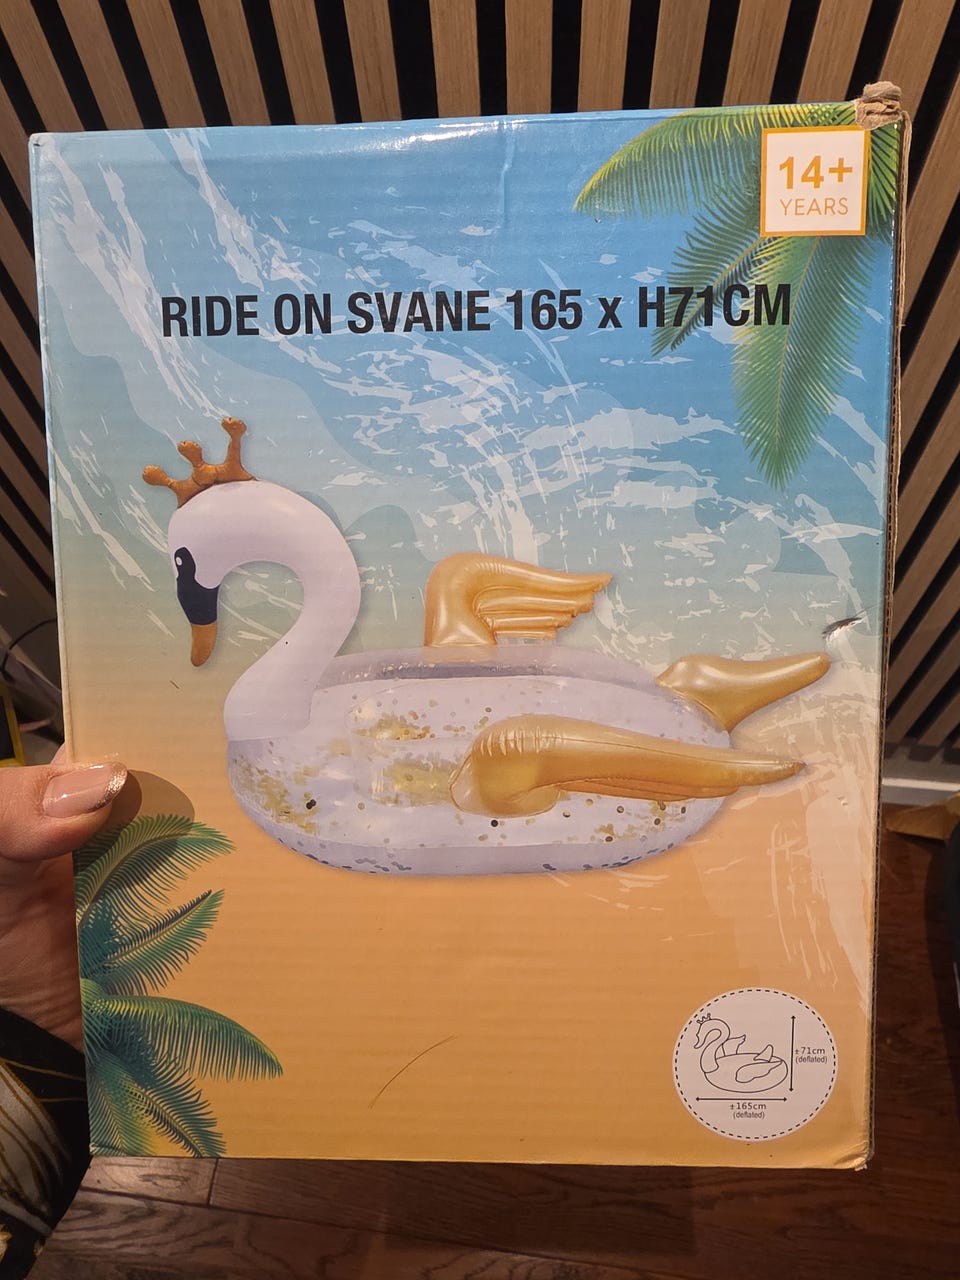 14+
YEARS
RIDE ON SVANE 165 x H71CM
±71cm
(deflated)
±165cm
(deflated)